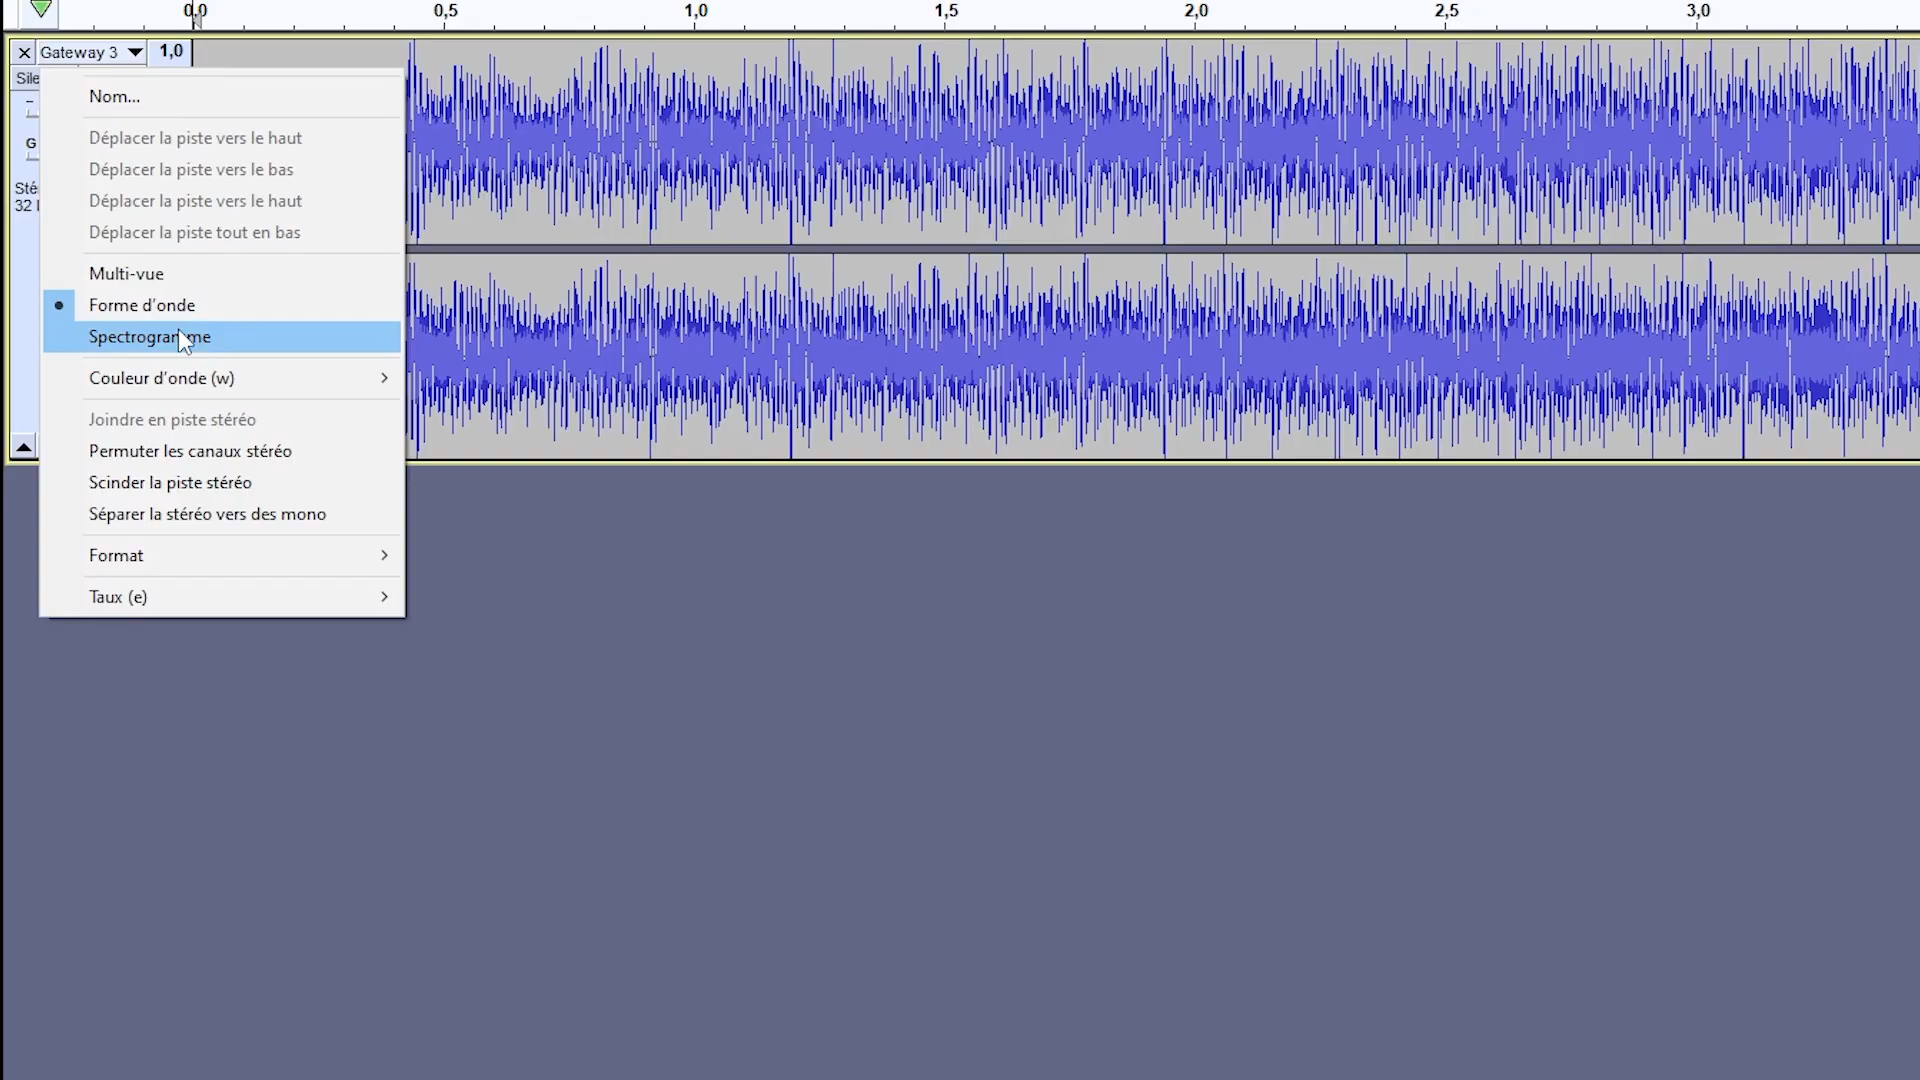 0,0 0,5 1,0 1,5 2,0 2,5 3,0
Gateway 3 1,0
Nom...
Déplacer la piste vers le haut
Déplacer la piste vers le bas
Déplacer la piste vers le haut
Déplacer la piste tout en bas
Multi-vue
Forme d'onde
Spectrogramme
Couleur d'onde (w)
Joindre en piste stéréo
Permuter les canaux stéréo
Scinder la piste stéréo
Séparer la stéréo vers des mono
Format
Taux (e)
Sile
G
Sté
32